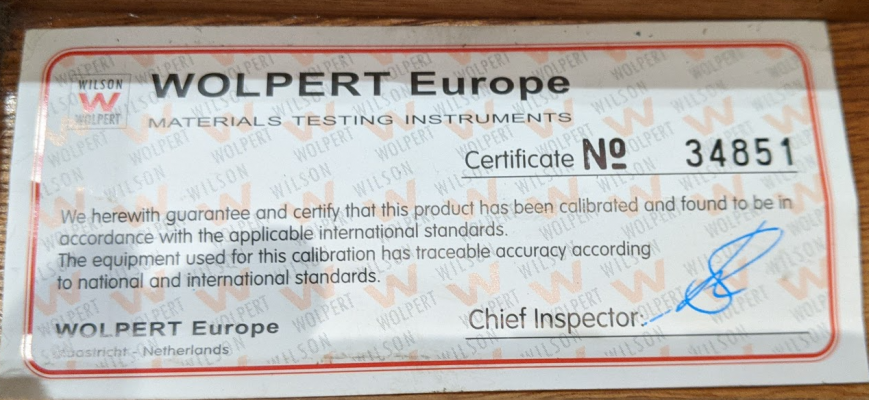 WILSON
W
WOLPERT
WOLPERT Europe
MATERIALS TESTING INSTRUMENTS
Certificate Nº 34851
We herewith guarantee and certify that this product has been calibrated and found to be in
accordance with the applicable international standards.
The equipment used for this calibration has traceable accuracy according
to national and international standards.
WOLPERT Europe
- Netherlands
Chief Inspector: